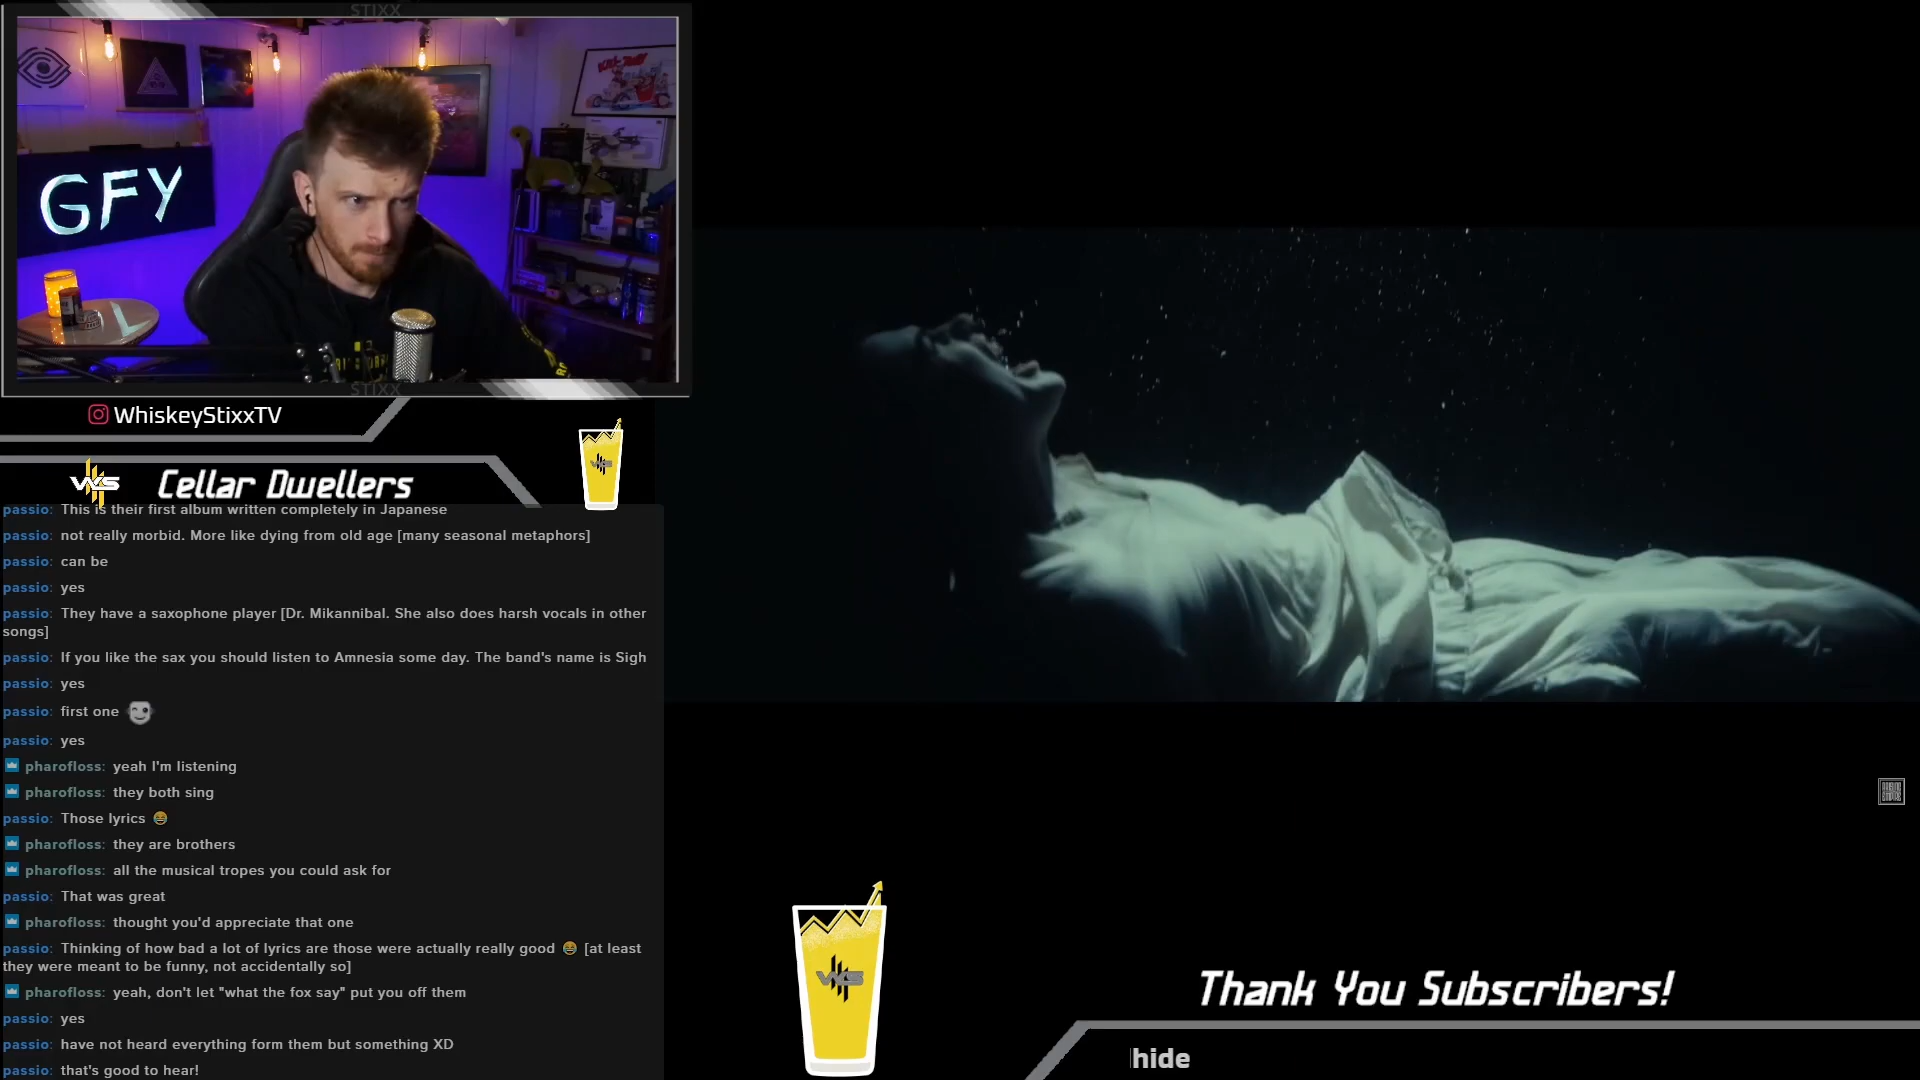 STIXX
GFY
STIXX
WhiskeyStixxTV
WS Cellar Dwellers
passio: This is their first album written completely in Japanese
passio: not really morbid. More like dying from old age [many seasonal metaphors]
passio: can be
passio: yes
passio: They have a saxophone player [Dr. Mikannibal. She also does harsh vocals in other
songs]
passio: If you like the sax you should listen to Amnesia some day. The band's name is Sigh
passio: yes
passio: first one
passio: yes
pharofloss: yeah I'm listening
pharofloss: they both sing
passio: Those lyrics 😂
pharofloss: they are brothers
pharofloss: all the musical tropes you could ask for
passio: That was great
pharofloss: thought you'd appreciate that one
passio: Thinking of how bad a lot of lyrics are those were actually really good 😂 [at least
they were meant to be funny, not accidentally so]
pharofloss: yeah, don't let "what the fox say" put you off them
passio: yes
passio: have not heard everything form them but something XD
passio: that's good to hear!
WS
Thank You Subscribers!
hide